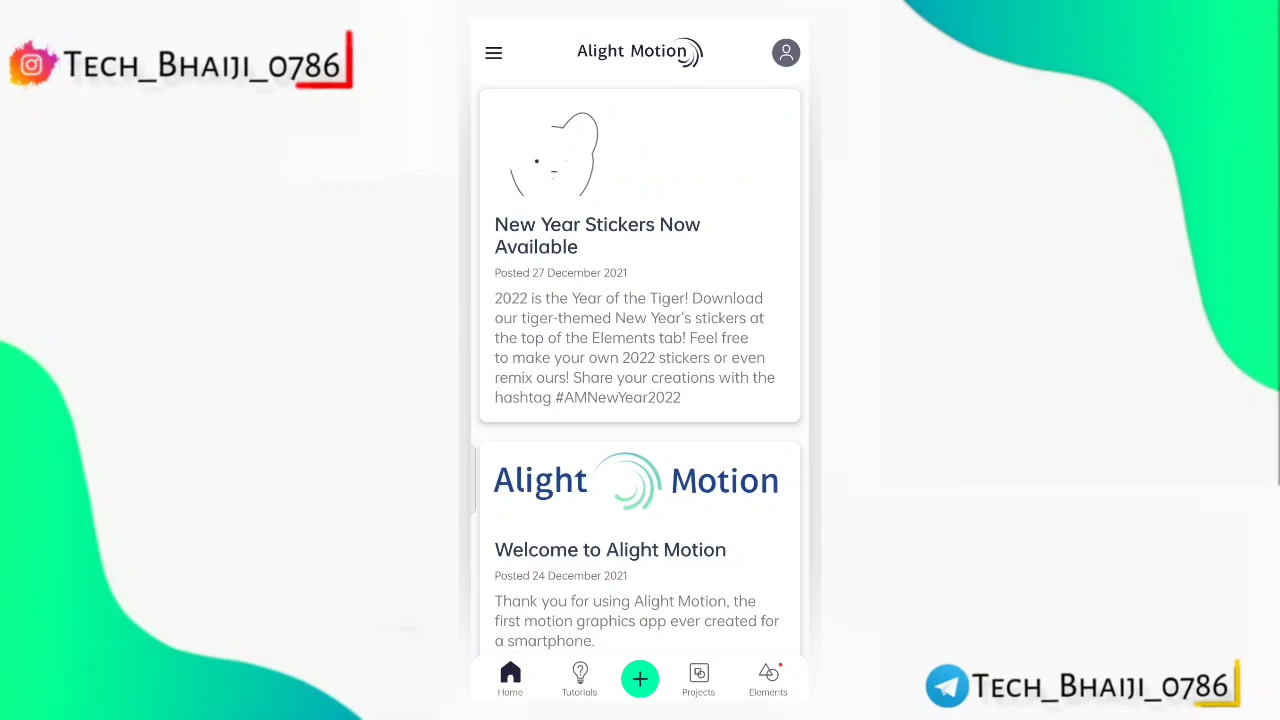 Tech_Bhaiji_0786
Alight Motion
New Year Stickers Now
Available
Posted 27 December 2021
2022 is the Year of the Tiger! Download
our tiger-themed New Year's stickers at
the top of the Elements tab! Feel free
to make your own 2022 stickers or even
remix ours! Share your creations with the
hashtag #AMNewYear2022
Alight Motion
Welcome to Alight Motion
Posted 24 December 2021
Thank you for using Alight Motion, the
first motion graphics app ever created for
a smartphone.
Home Tutorials Projects Elements
Tech_Bhaiji_0786